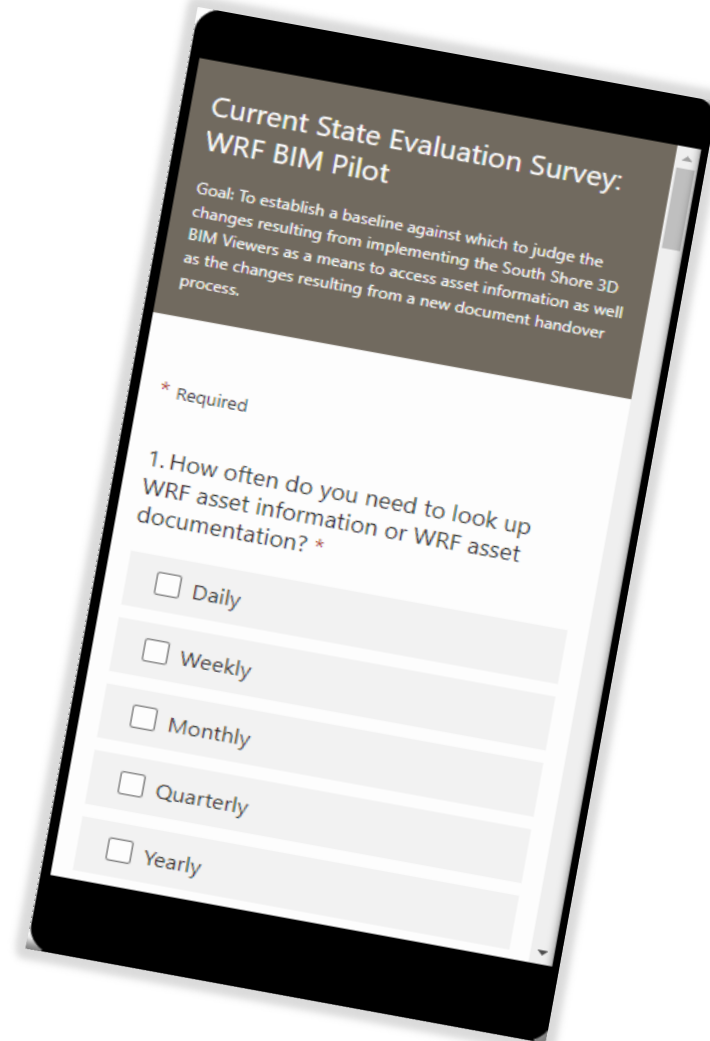 Current State Evaluation Survey:
WRF BIM Pilot
Goal: To establish a baseline against which to judge the
changes resulting from implementing the South Shore 3D
BIM Viewers as a means to access asset information as well
as the changes resulting from a new document handover
process.
* Required
1. How often do you need to look up
WRF asset information or WRF asset
documentation? *
Daily
Weekly
Monthly
Quarterly
Yearly